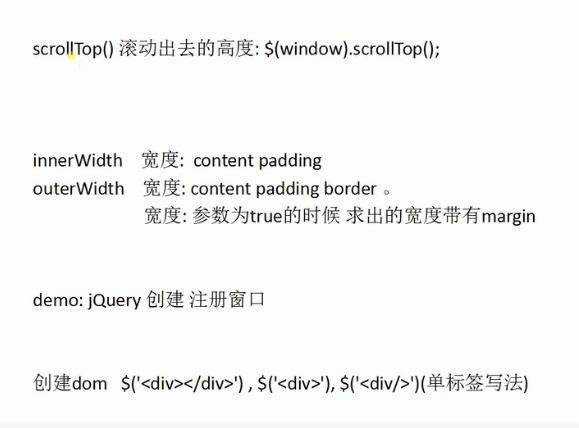 scrollTop() 滚动出去的高度: $(window).scrollTop();
innerWidth 宽度: content padding
outerWidth 宽度: content padding border 。
宽度: 参数为true的时候 求出的宽度带有margin
demo: jQuery 创建 注册窗口
创建dom $('<div></div>') , $('<div>'), $('<div/>')(单标签写法)